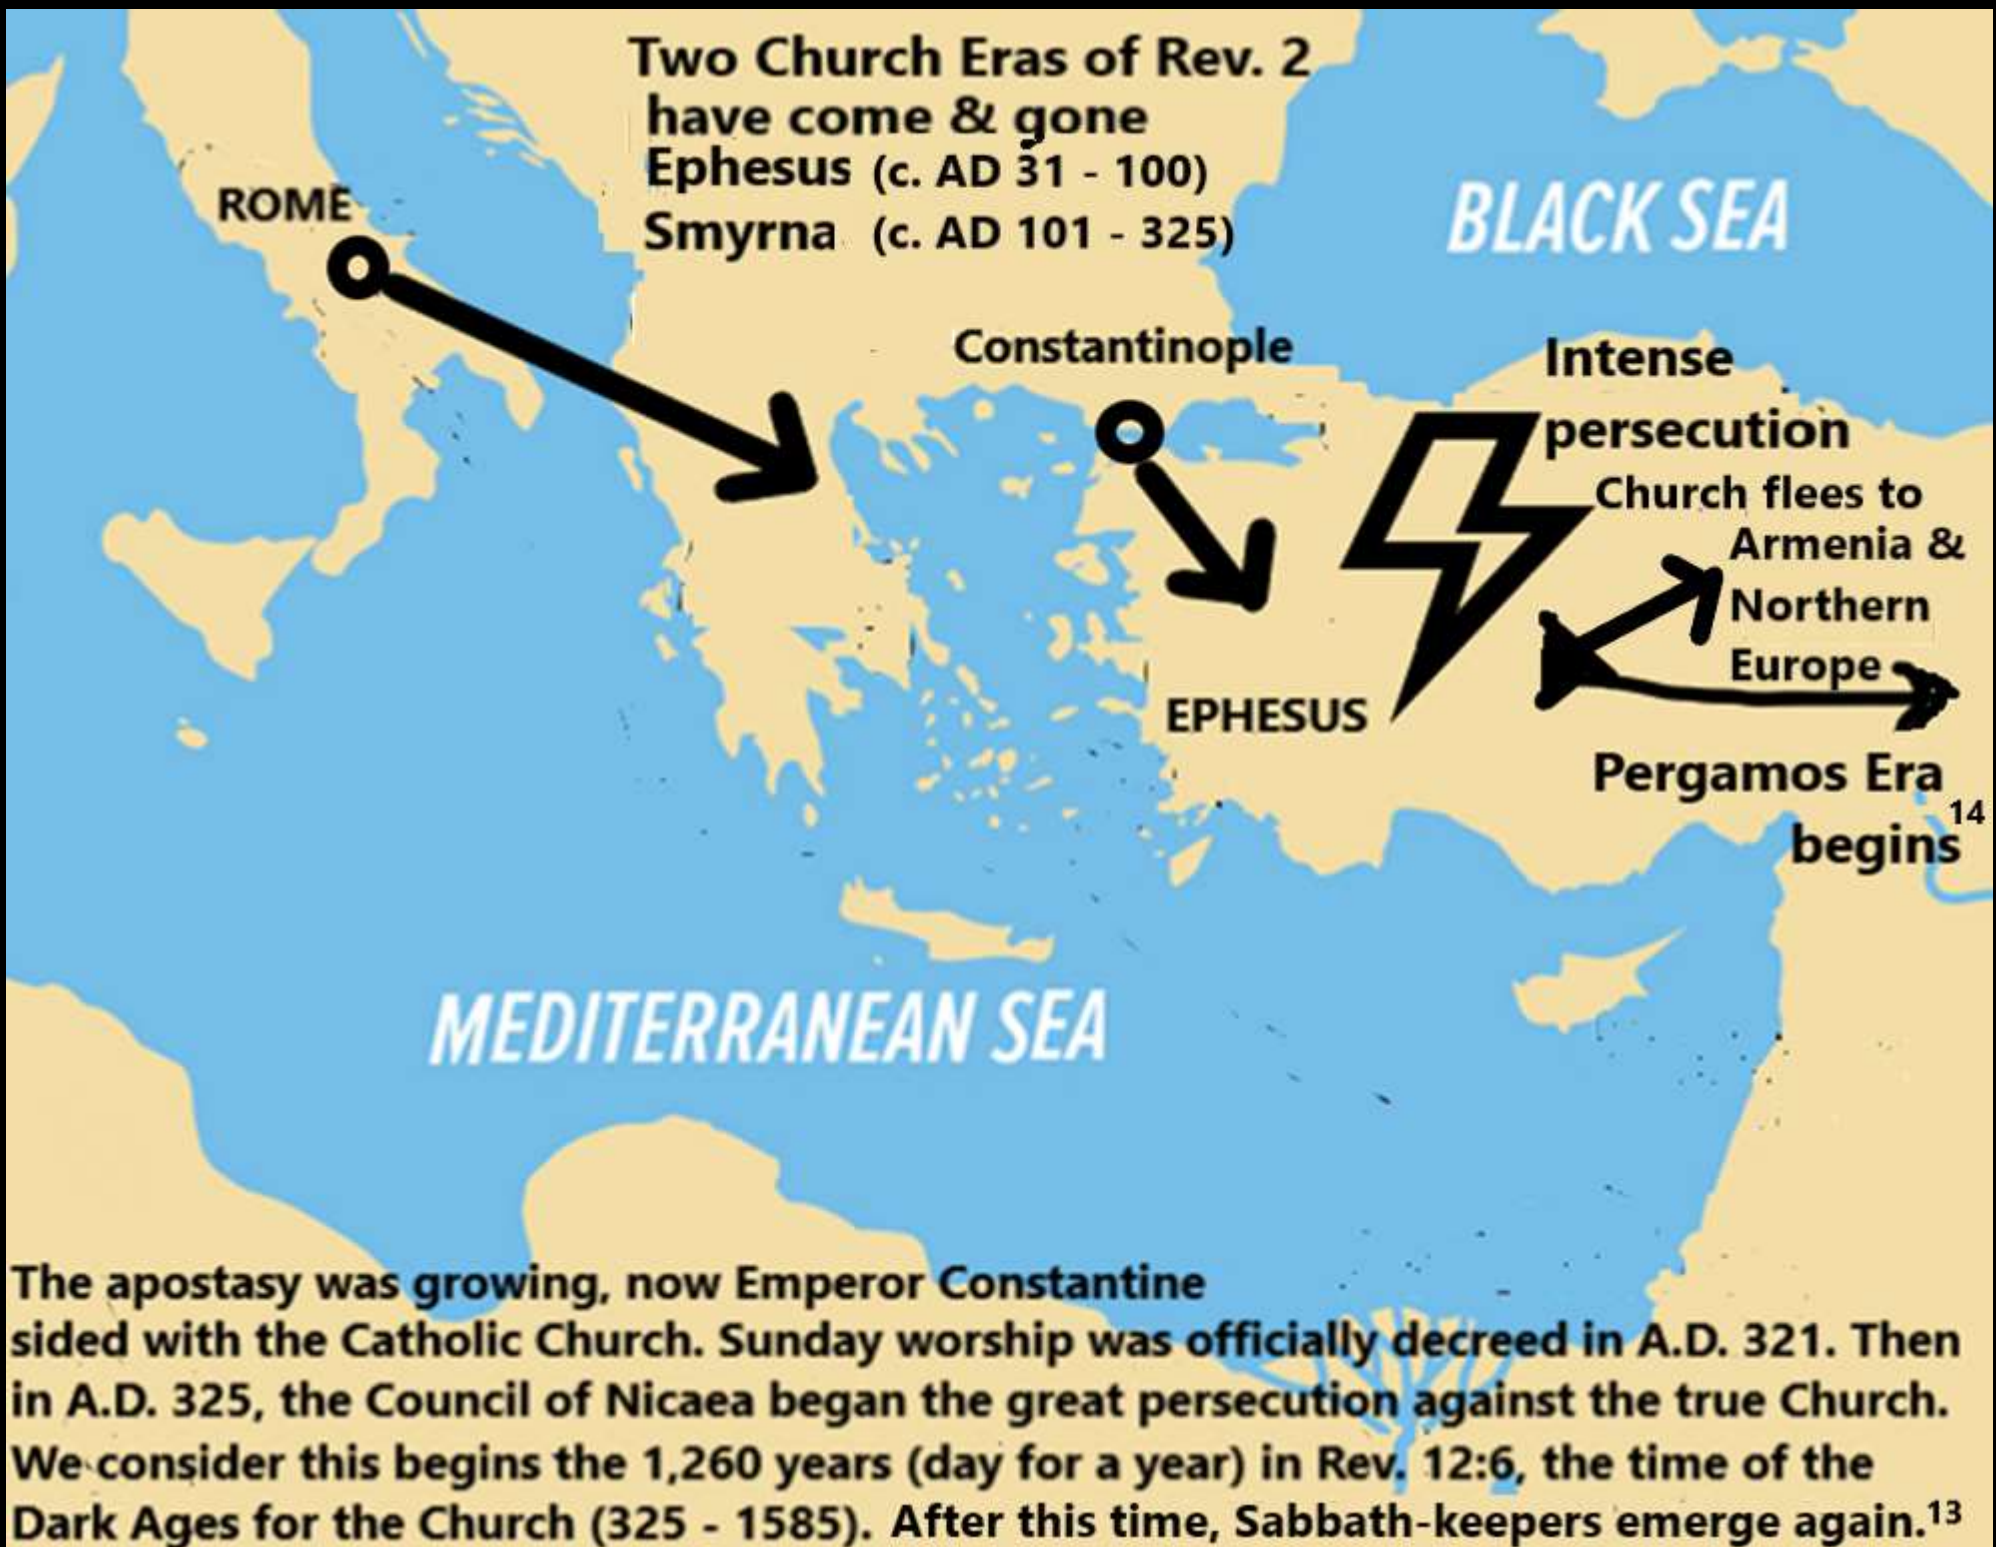 Two Church Eras of Rev. 2
have come & gone
Ephesus (c. AD 31 - 100)
Smyrna (c. AD 101 - 325)
ROME
BLACK SEA
Constantinople
Intense
persecution
Church flees to
Armenia &
Northern
Europe
EPHESUS
Pergamos Era
begins 14
MEDITERRANEAN SEA
The apostasy was growing, now Emperor Constantine
sided with the Catholic Church. Sunday worship was officially decreed in A.D. 321. Then
in A.D. 325, the Council of Nicaea began the great persecution against the true Church.
We consider this begins the 1,260 years (day for a year) in Rev. 12:6, the time of the
Dark Ages for the Church (325 - 1585). After this time, Sabbath-keepers emerge again.13